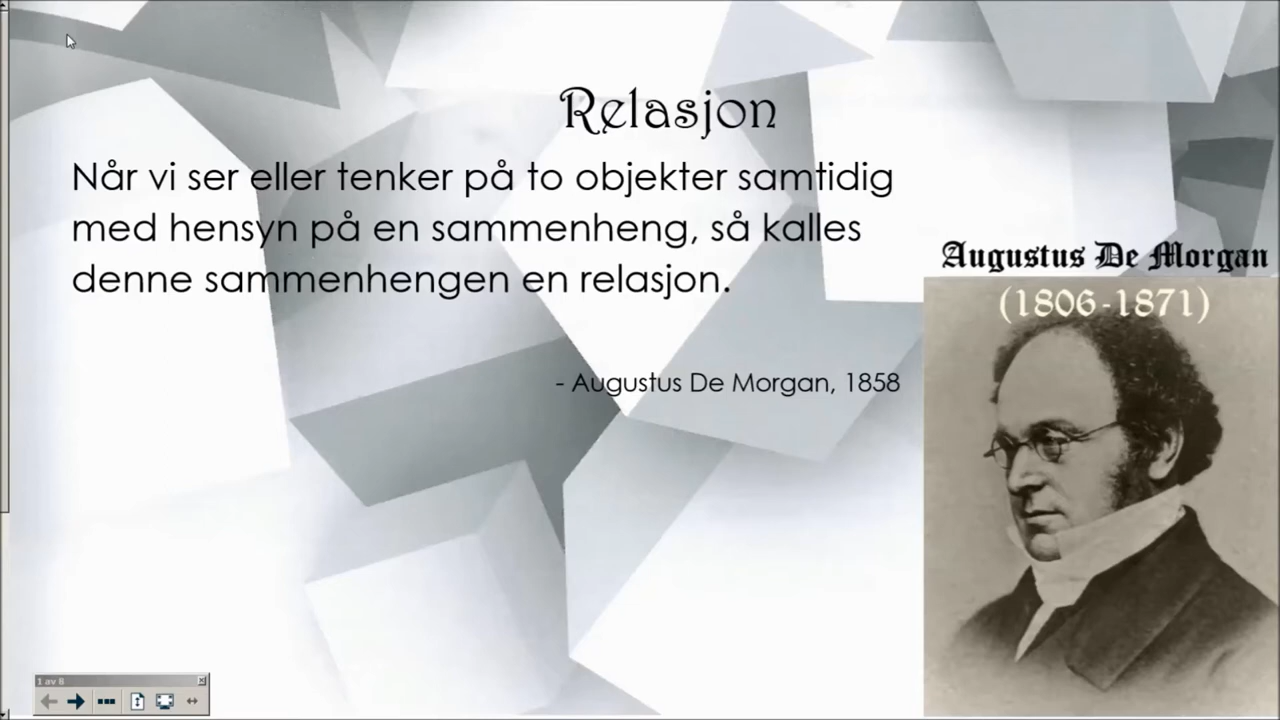 Relasjon
Når vi ser eller tenker på to objekter samtidig
med hensyn på en sammenheng, så kalles
denne sammenhengen en relasjon.
- Augustus De Morgan, 1858
Augustus De Morgan
(1806-1871)
1 av 8